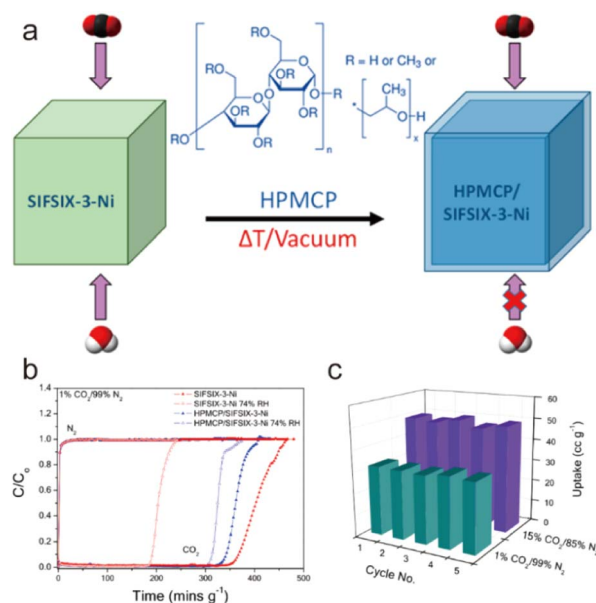 a
RO
OR
RO
RO
OR
R = H or CH₃ or
RO
OR
OR
O
O
O
O
R
CH₃
O
H
RO
OR
OR
n
x
SIFSIX-3-Ni
HPMCP
ΔT/Vacuum
HPMCP/
SIFSIX-3-Ni
b
1% CO₂/99% N₂
N₂
SIFSIX-3-Ni
SIFSIX-3-Ni 74% RH
HPMCP/SIFSIX-3-Ni
HPMCP/SIFSIX-3-Ni 74% RH
CO₂
C/C₀
1.4
1.2
1.0
0.8
0.6
0.4
0.2
0.0
0 100 200 300 400 500
Time (mins g⁻¹)
c
60
50
40
30
20
10
0
Uptake (cc g⁻¹)
1 2 3 4 5
Cycle No.
15% CO₂/85% N₂
1% CO₂/99% N₂